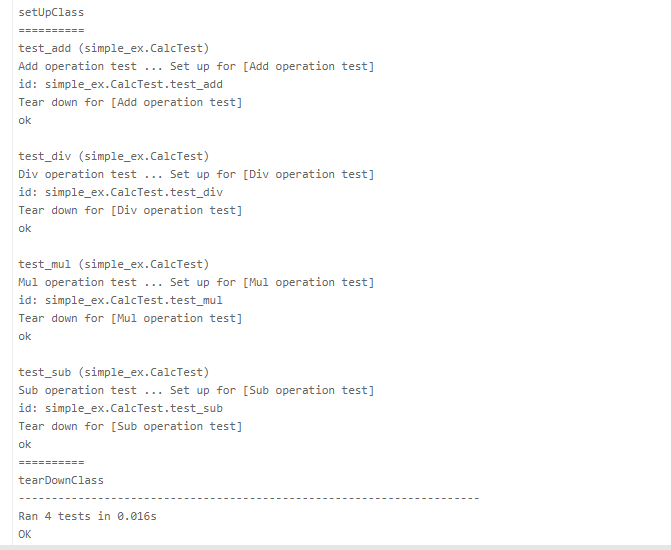 setUpClass
==========
test_add (simple_ex.CalcTest)
Add operation test ... Set up for [Add operation test]
id: simple_ex.CalcTest.test_add
Tear down for [Add operation test]
ok

test_div (simple_ex.CalcTest)
Div operation test ... Set up for [Div operation test]
id: simple_ex.CalcTest.test_div
Tear down for [Div operation test]
ok

test_mul (simple_ex.CalcTest)
Mul operation test ... Set up for [Mul operation test]
id: simple_ex.CalcTest.test_mul
Tear down for [Mul operation test]
ok

test_sub (simple_ex.CalcTest)
Sub operation test ... Set up for [Sub operation test]
id: simple_ex.CalcTest.test_sub
Tear down for [Sub operation test]
ok
==========
tearDownClass
----------------------------------------------------------------------
Ran 4 tests in 0.016s
OK